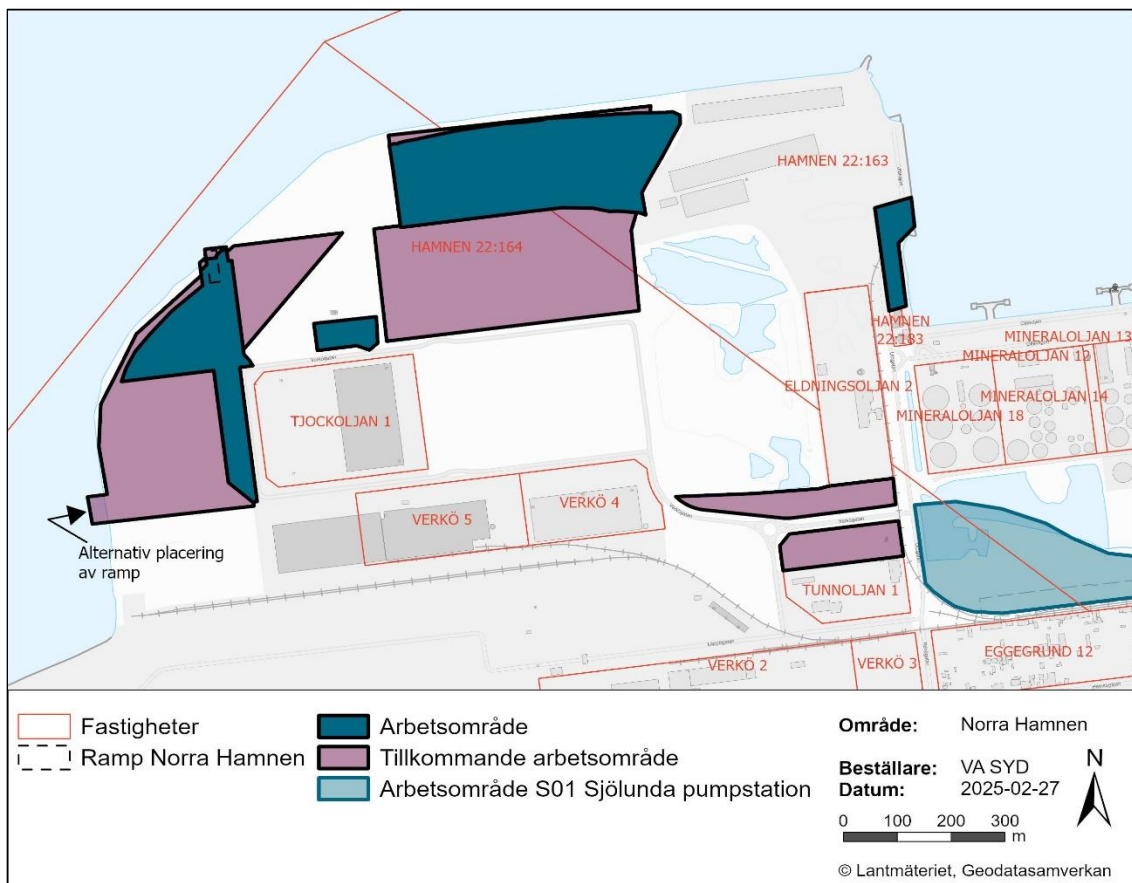 HAMNEN 22:163
HAMNEN 22:164
HAMNEN
22:183
MINERALOLJAN 13
MINERALOLJAN 12
ELDNINGSOLJAN 2
MINERALOLJAN 14
MINERALOLJAN 18
TJOCKOLJAN 1
VERKÖ 4
VERKÖ 5
Alternativ placering
av ramp
TUNNOLJAN 1
EGGEGRUND 12
VERKÖ 2
VERKÖ 3
Fastigheter
Ramp Norra Hamnen
Arbetsområde
Tillkommande arbetsområde
Arbetsområde S01 Sjölunda pumpstation
Område: Norra Hamnen
Beställare: VA SYD
Datum: 2025-02-27
N
0 100 200 300
m
© Lantmäteriet, Geodatasamverkan